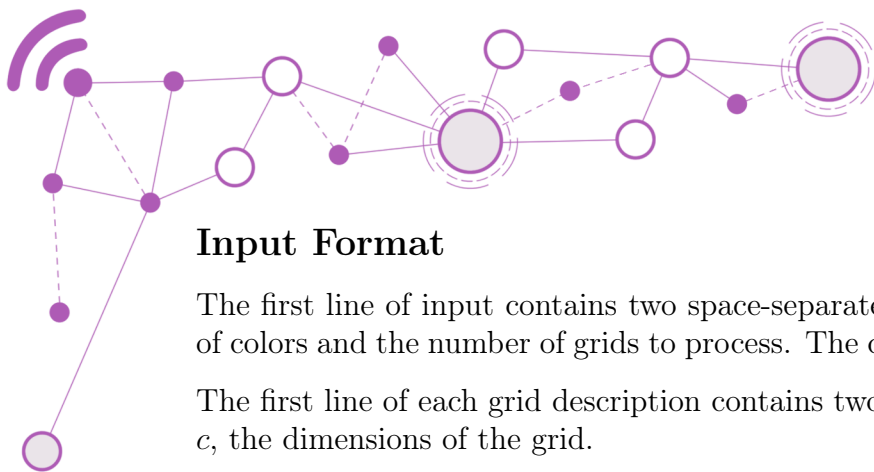 Input Format
The first line of input contains two space-separate
of colors and the number of grids to process. The
The first line of each grid description contains two
c, the dimensions of the grid.